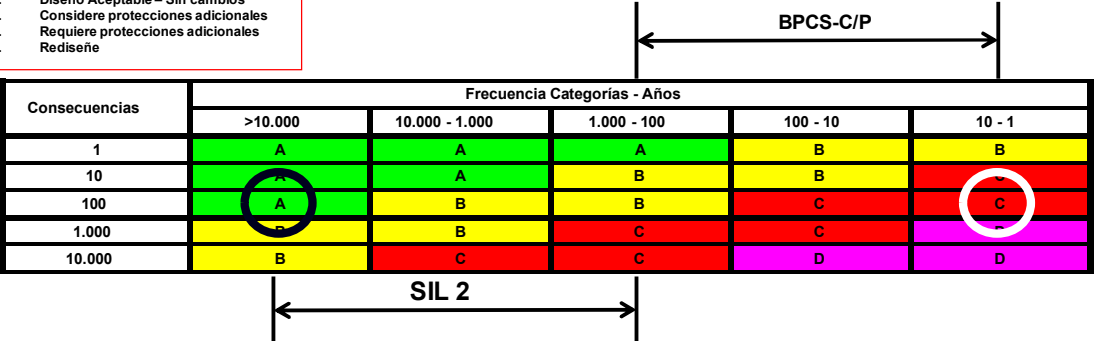 Diseño Aceptable – Sin cambios
Considere protecciones adicionales
Requiere protecciones adicionales
Rediseñe
BPCS-C/P
Consecuencias
Frecuencia Categorías - Años
>10.000 10.000 - 1.000 1.000 - 100 100 - 10 10 - 1
1 A A A B B
10 A A B B C
100 A B B C C
1.000 B B C C D
10.000 B C C D D
SIL 2